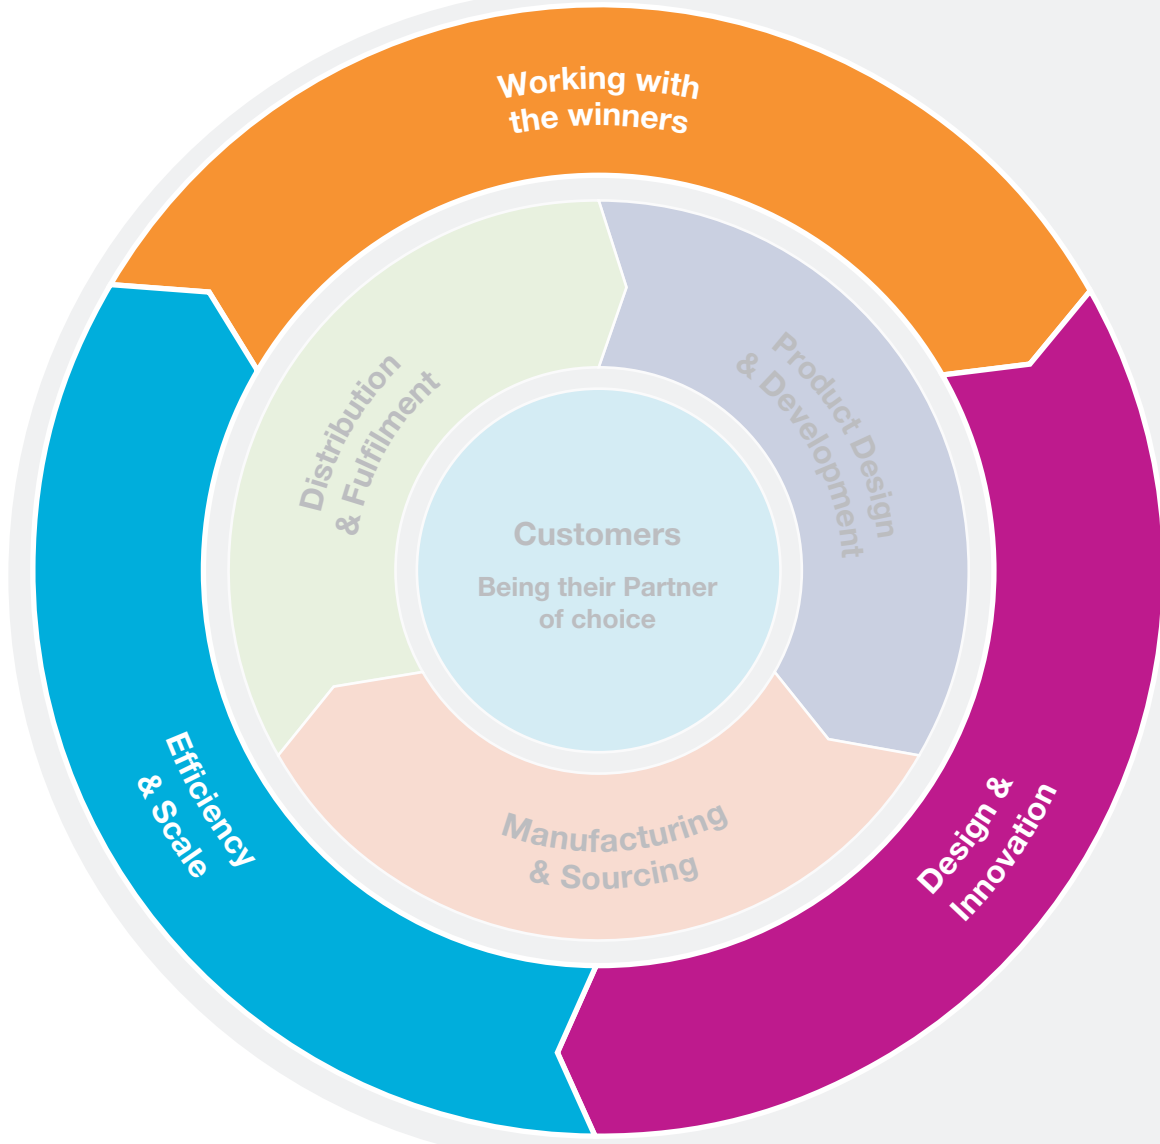 Working with
the winners
Product Design
& Development
Distribution
& Fulfilment
Customers
Being their Partner
of choice
Manufacturing
& Sourcing
Efficiency
& Scale
Design &
Innovation